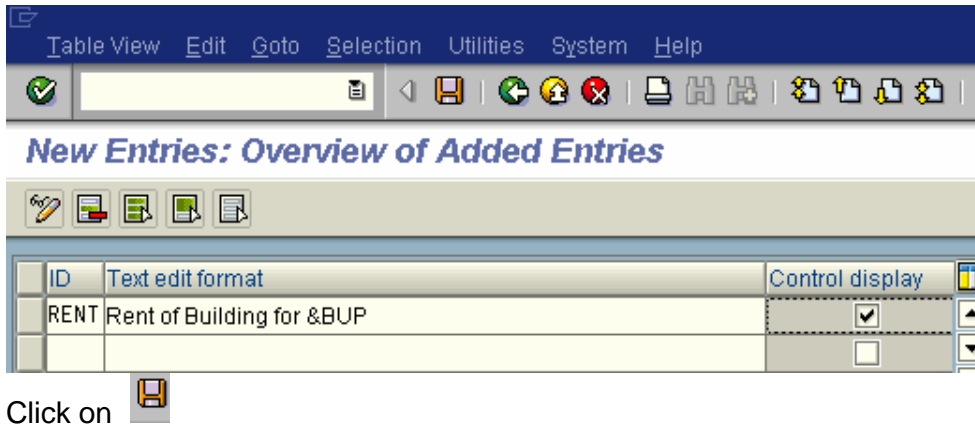 Table View Edit Goto Selection Utilities System Help
New Entries: Overview of Added Entries
ID Text edit format Control display
RENT Rent of Building for &BUP
Click on